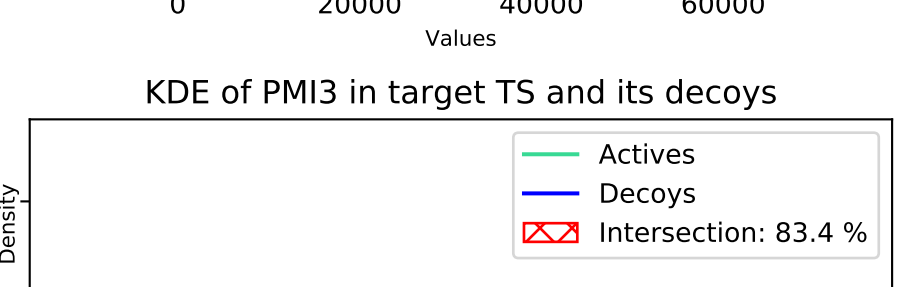 0 20000 40000 60000
Values
KDE of PMI3 in target TS and its decoys
Density
Actives
Decoys
Intersection: 83.4 %